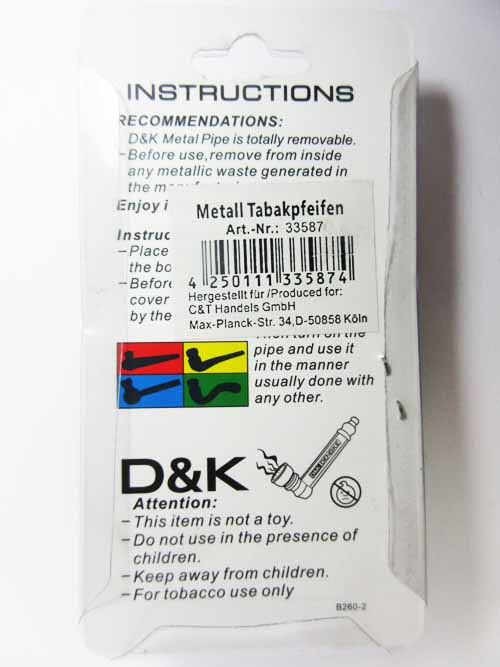 INSTRUCTIONS
RECOMMENDATIONS:
D&K Metal Pipe is totally removable.
-Before use,remove from inside
any metallic waste generated in
the
Enjoy
Metall Tabakpfeifen
Art.-Nr.: 33587
4 250111 335874
Hergestellt für /Produced for:
C&T Handels GmbH
Max-Planck-Str. 34,D-50858 Köln
-Place
the
-
cover
by the
pipe and use it
in the manner
usually done with
any other.
D&K
Attention:
-This item is not a toy.
-Do not use in the presence of
children.
-Keep away from children.
-For tobacco use only
B260-2